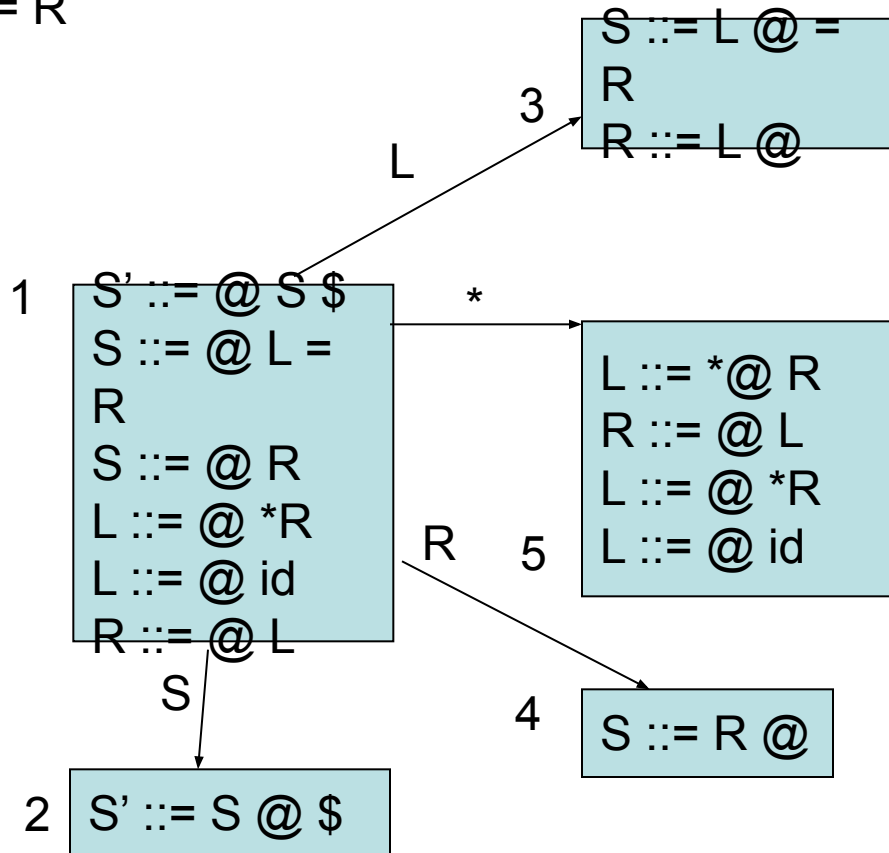 = R
S ::= L @ =
R
R ::= L @
3
L
1
S’ ::= @ S $
S ::= @ L =
R
S ::= @ R
L ::= @ *R
L ::= @ id
R ::= @ L
*
L ::= *@ R
R ::= @ L
L ::= @ *R
L ::= @ id
5
R
S
4
S ::= R @
2
S’ ::= S @ $